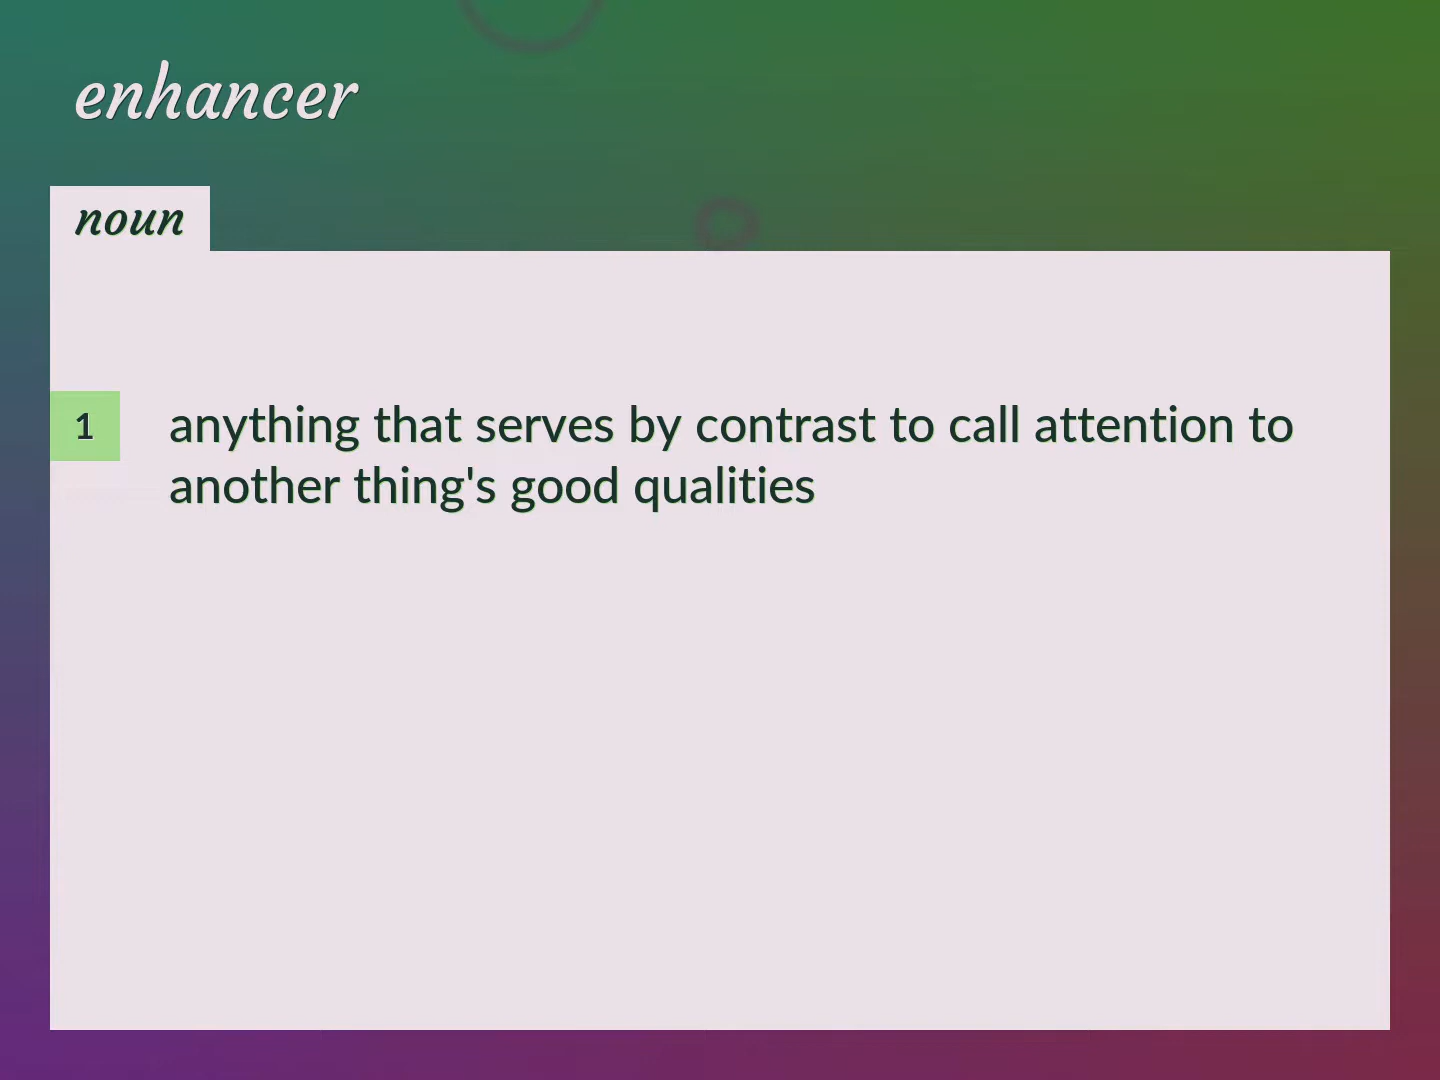 enhancer
noun
1
anything that serves by contrast to call attention to
another thing's good qualities